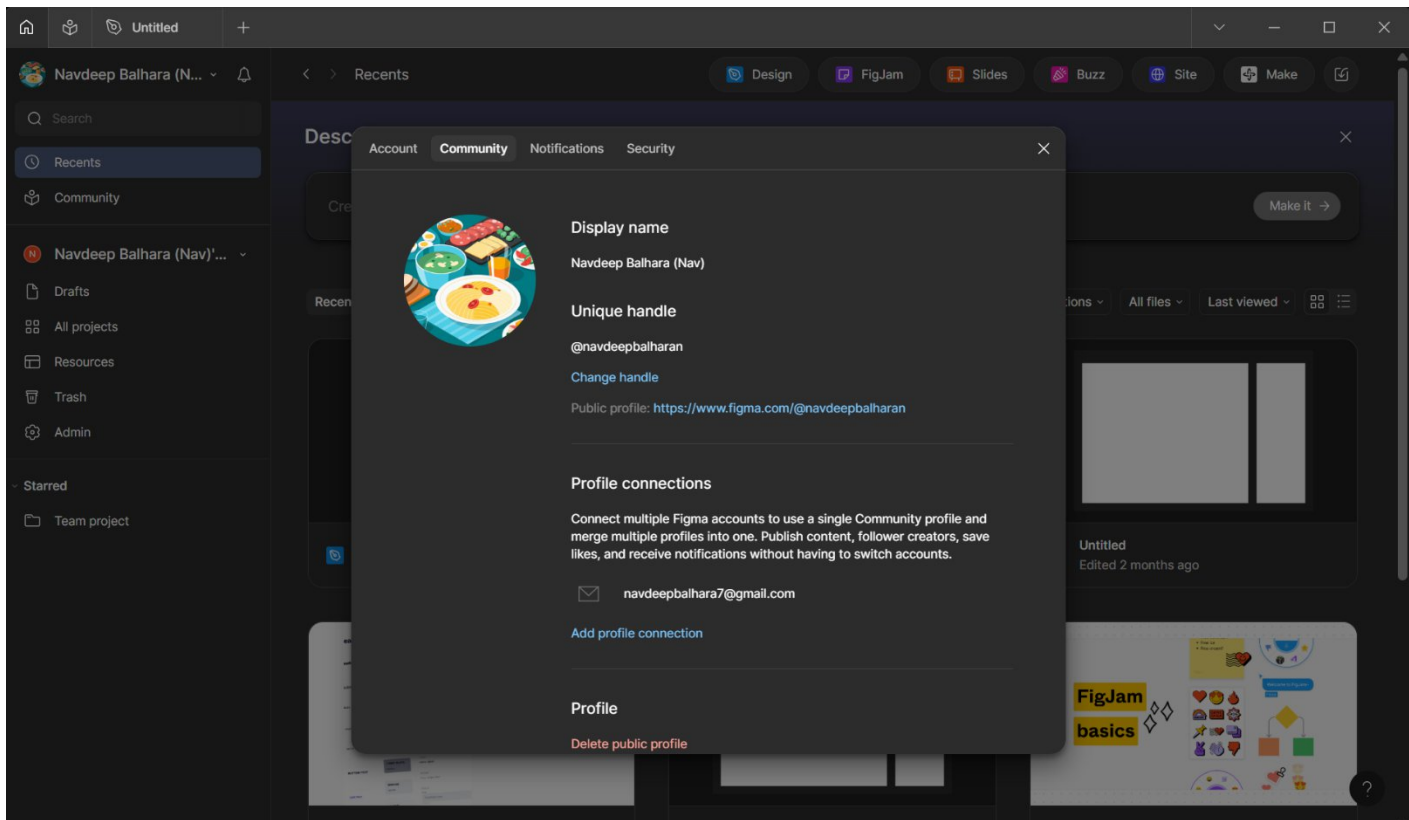 Untitled
Navdeep Balhara (N...
Recents
Design
FigJam
Slides
Buzz
Site
Make
Search
Recents
Community
Navdeep Balhara (Nav)'...
Drafts
All projects
Resources
Trash
Admin
Starred
Team project
Desc
Cre
Make it →
Recen
ions
All files
Last viewed
Account Community Notifications Security
Display name
Navdeep Balhara (Nav)
Unique handle
@navdeepbalharan
Change handle
Public profile: https://www.figma.com/@navdeepbalharan
Profile connections
Connect multiple Figma accounts to use a single Community profile and
merge multiple profiles into one. Publish content, follower creators, save
likes, and receive notifications without having to switch accounts.
navdeepbalhara7@gmail.com
Add profile connection
Profile
Delete public profile
Untitled
Edited 2 months ago
FigJam
basics
?